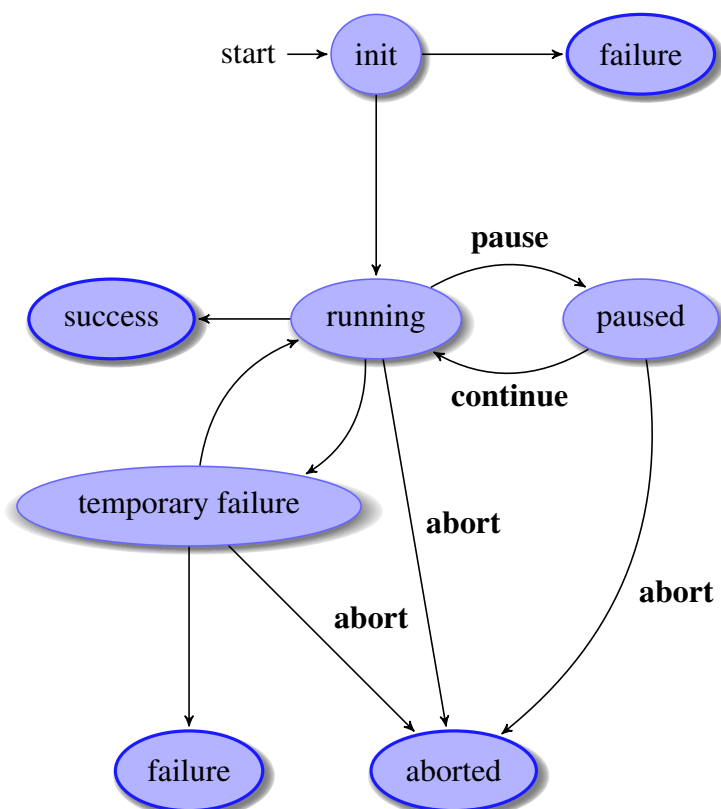 start
init
failure
pause
success
running
paused
continue
temporary failure
abort
abort
abort
failure
aborted